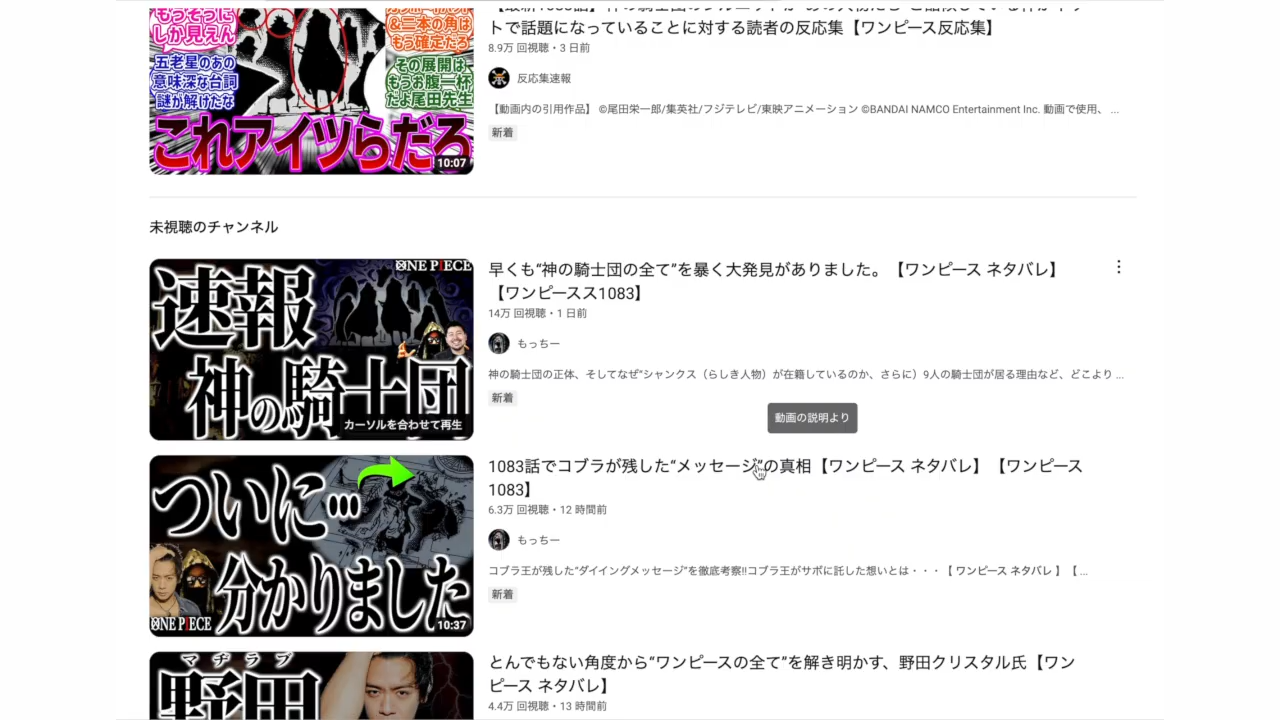 もうそうに
しか見えん
五老星のあの
意味深な台詞
謎が解けたな
&二本の角は
もう確定だろ
その展開は
もうお腹一杯
だよ尾田先生
これアイツらだろ
10:07
トで話題になっていることに対する読者の反応集【ワンピース反応集】
8.9万 回視聴・3 日前
反応集速報
【動画内の引用作品】 ©尾田栄一郎/集英社/フジテレビ/東映アニメーション ©BANDAI NAMCO Entertainment Inc. 動画で使用、 ...
新着
未視聴のチャンネル
ONE PIECE
速報
神の騎士団
カーソルを合わせて再生
早くも“神の騎士団の全て”を暴く大発見がありました。【ワンピース ネタバレ】
【ワンピースス1083】
14万 回視聴・1 日前
もっちー
神の騎士団の正体、そしてなぜ“シャンクス（らしき人物）が在籍しているのか、さらに）9人の騎士団が居る理由など、どこより ...
新着
動画の説明より
ついに…
分かりました
ONE PIECE
10:37
1083話でコブラが残した“メッセージ”の真相【ワンピース ネタバレ】【ワンピース
1083】
6.3万 回視聴・12 時間前
もっちー
コブラ王が残した“ダイイングメッセージ”を徹底考察!!コブラ王がサボに託した想いとは・・・【 ワンピース ネタバレ 】【 ...
新着
マヂラブ
野田
とんでもない角度から“ワンピースの全て”を解き明かす、野田クリスタル氏【ワン
ピース ネタバレ】
4.4万 回視聴・13 時間前